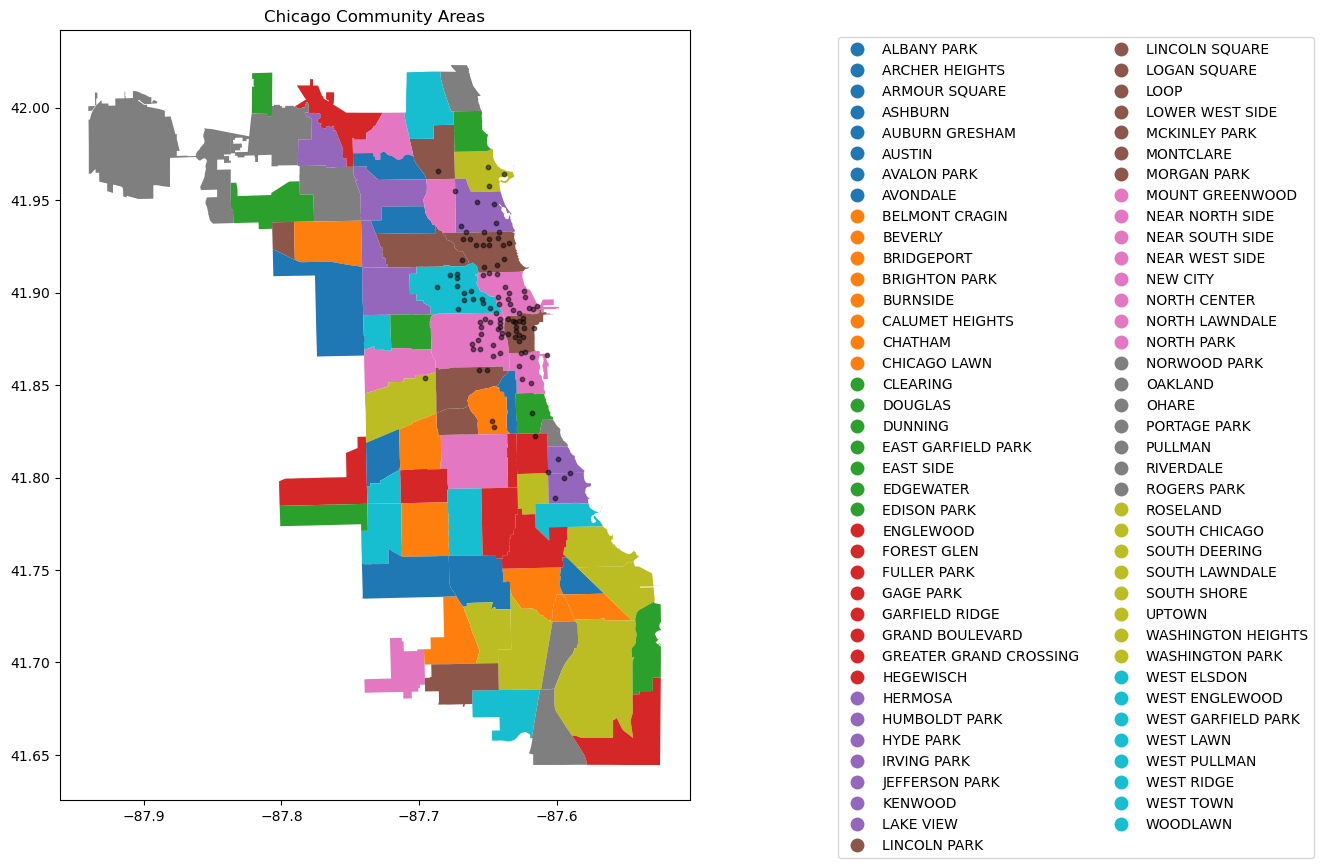 Chicago Community Areas
42.00
41.95
41.90
41.85
41.80
41.75
41.70
41.65
−87.9
−87.8
−87.7
−87.6
ALBANY PARK
ARCHER HEIGHTS
ARMOUR SQUARE
ASHBURN
AUBURN GRESHAM
AUSTIN
AVALON PARK
AVONDALE
BELMONT CRAGIN
BEVERLY
BRIDGEPORT
BRIGHTON PARK
BURNSIDE
CALUMET HEIGHTS
CHATHAM
CHICAGO LAWN
CLEARING
DOUGLAS
DUNNING
EAST GARFIELD PARK
EAST SIDE
EDGEWATER
EDISON PARK
ENGLEWOOD
FOREST GLEN
FULLER PARK
GAGE PARK
GARFIELD RIDGE
GRAND BOULEVARD
GREATER GRAND CROSSING
HEGEWISCH
HERMOSA
HUMBOLDT PARK
HYDE PARK
IRVING PARK
JEFFERSON PARK
KENWOOD
LAKE VIEW
LINCOLN PARK
LINCOLN SQUARE
LOGAN SQUARE
LOOP
LOWER WEST SIDE
MCKINLEY PARK
MONTCLARE
MORGAN PARK
MOUNT GREENWOOD
NEAR NORTH SIDE
NEAR SOUTH SIDE
NEAR WEST SIDE
NEW CITY
NORTH CENTER
NORTH LAWNDALE
NORTH PARK
NORWOOD PARK
OAKLAND
OHARE
PORTAGE PARK
PULLMAN
RIVERDALE
ROGERS PARK
ROSELAND
SOUTH CHICAGO
SOUTH DEERING
SOUTH LAWNDALE
SOUTH SHORE
UPTOWN
WASHINGTON HEIGHTS
WASHINGTON PARK
WEST ELSDON
WEST ENGLEWOOD
WEST GARFIELD PARK
WEST LAWN
WEST PULLMAN
WEST RIDGE
WEST TOWN
WOODLAWN